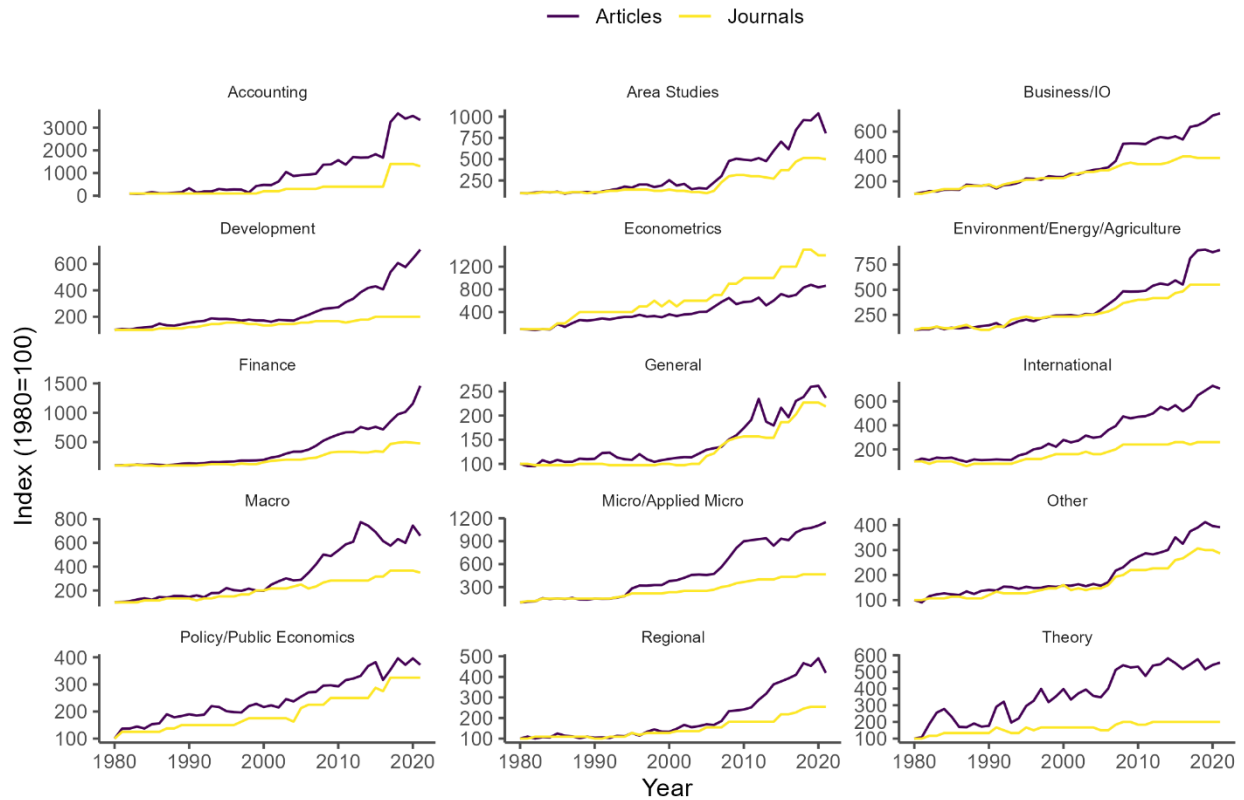 Articles Journals
Index (1980=100)
Accounting
3000
2000
1000
0
Area Studies
1000
750
500
250
Business/IO
600
400
200
Development
600
400
200
Econometrics
1200
800
400
Environment/Energy/Agriculture
750
500
250
Finance
1500
1000
500
General
250
200
150
100
International
600
400
200
Macro
800
600
400
200
Micro/Applied Micro
1200
900
600
300
Other
400
300
200
100
Policy/Public Economics
400
300
200
100
1980 1990 2000 2010 2020
Regional
500
400
300
200
100
1980 1990 2000 2010 2020
Theory
600
500
400
300
200
100
1980 1990 2000 2010 2020
Year